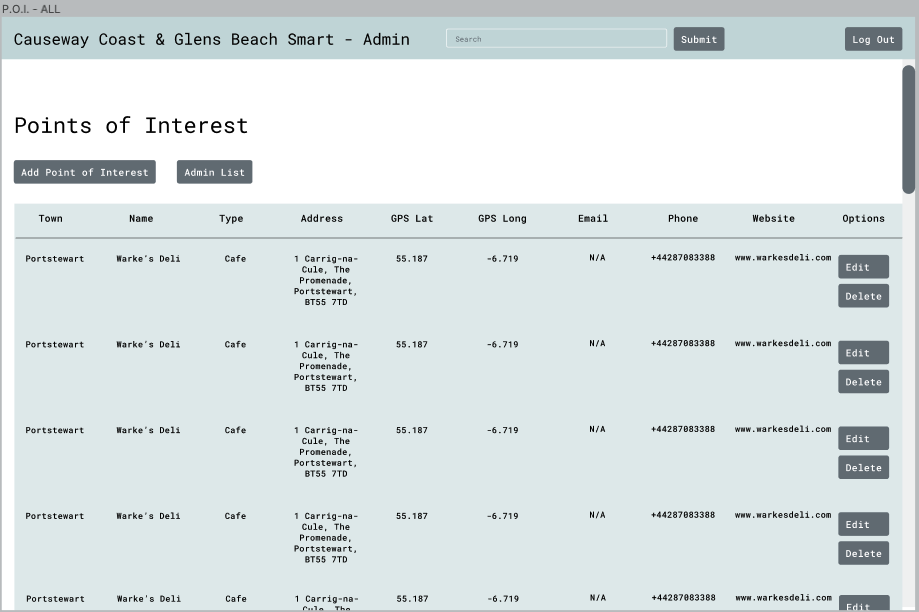 P.O.I. - ALL
Causeway Coast & Glens Beach Smart - Admin
Search
Submit
Log Out
Points of Interest
Add Point of Interest
Admin List
Town Name Type Address GPS Lat GPS Long Email Phone Website Options
Portstewart Warke's Deli Cafe 1 Carrig-na- 55.187 -6.719 N/A +44287083388 www.warkesdeli.com Edit
Cule, The
Promenade,
Portstewart, Delete
BT55 7TD
Portstewart Warke's Deli Cafe 1 Carrig-na- 55.187 -6.719 N/A +44287083388 www.warkesdeli.com Edit
Cule, The
Promenade,
Portstewart, Delete
BT55 7TD
Portstewart Warke's Deli Cafe 1 Carrig-na- 55.187 -6.719 N/A +44287083388 www.warkesdeli.com Edit
Cule, The
Promenade,
Portstewart, Delete
BT55 7TD
Portstewart Warke's Deli Cafe 1 Carrig-na- 55.187 -6.719 N/A +44287083388 www.warkesdeli.com Edit
Cule, The
Promenade,
Portstewart, Delete
BT55 7TD
Portstewart Warke's Deli Cafe 1 Carrig-na- 55.187 -6.719 N/A +44287083388 www.warkesdeli.com Edit
Cule, The